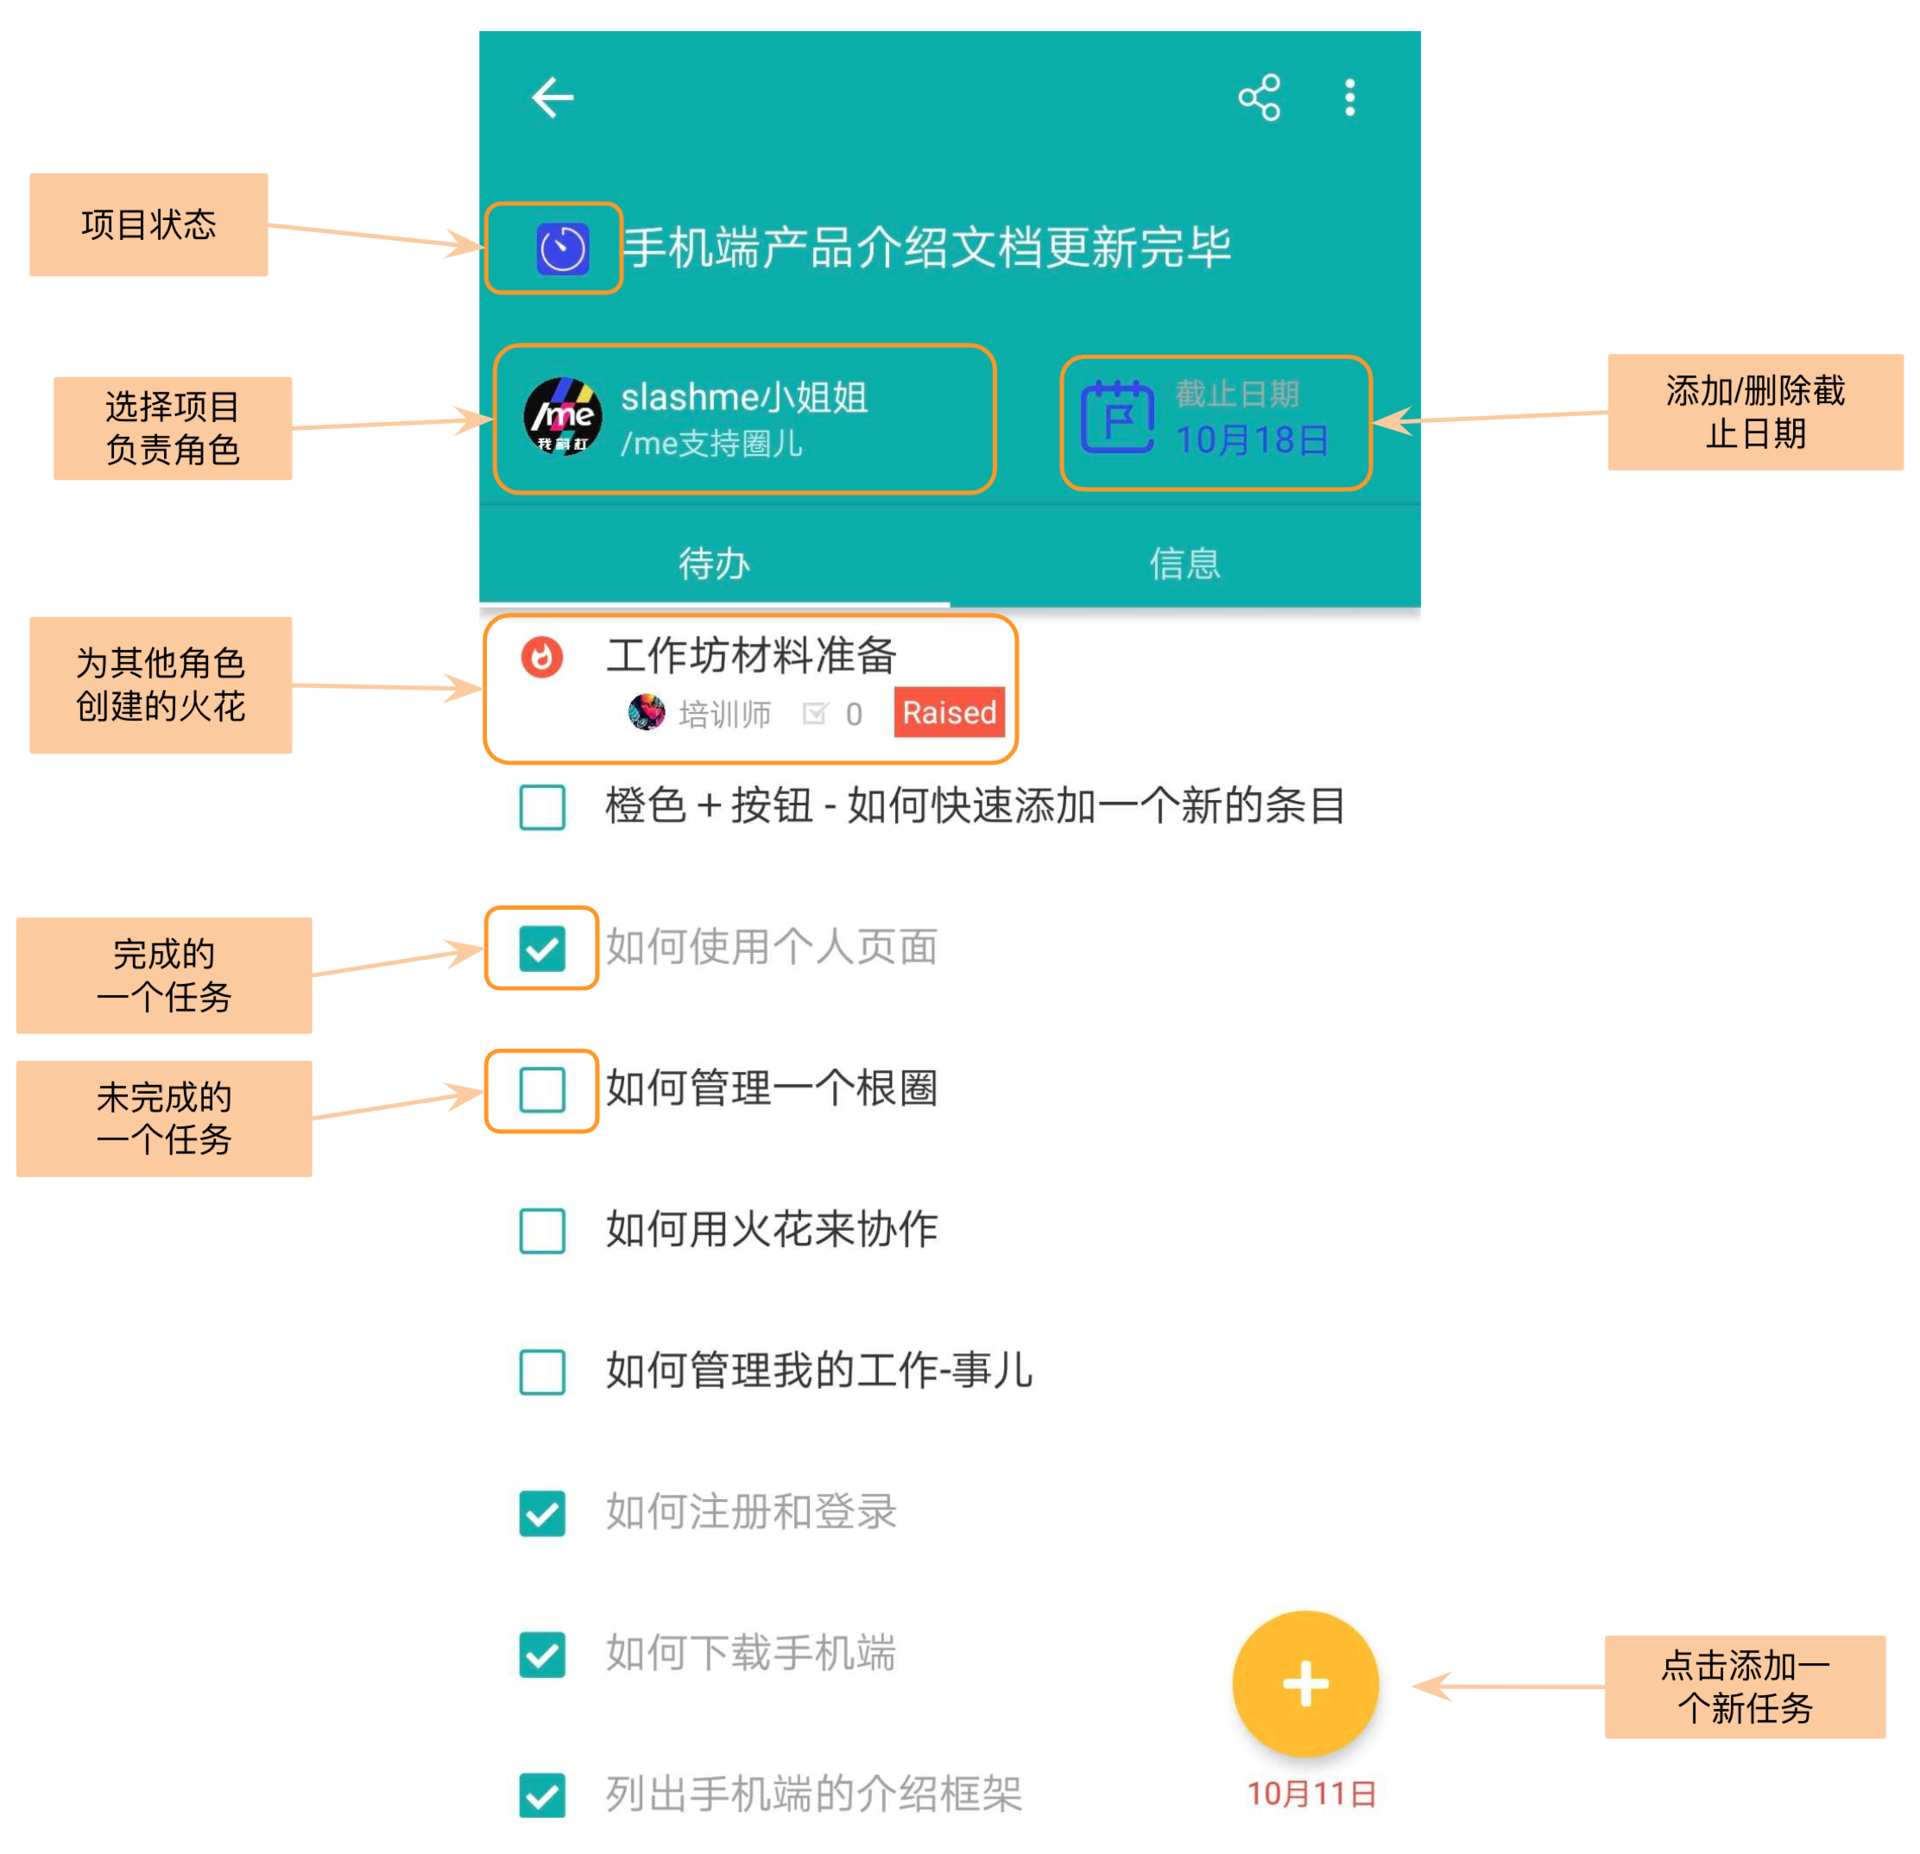 项目状态
手机端产品介绍文档更新完毕
选择项目
负责角色
/me
我斜杠
slashme小姐姐
/me支持圈儿
截止日期
10月18日
添加/删除截
止日期
待办
信息
为其他角色
创建的火花
工作坊材料准备
培训师
0
Raised
橙色 + 按钮 - 如何快速添加一个新的条目
完成的
一个任务
如何使用个人页面
未完成的
一个任务
如何管理一个根圈
如何用火花来协作
如何管理我的工作-事儿
如何注册和登录
如何下载手机端
点击添加一
个新任务
列出手机端的介绍框架
10月11日